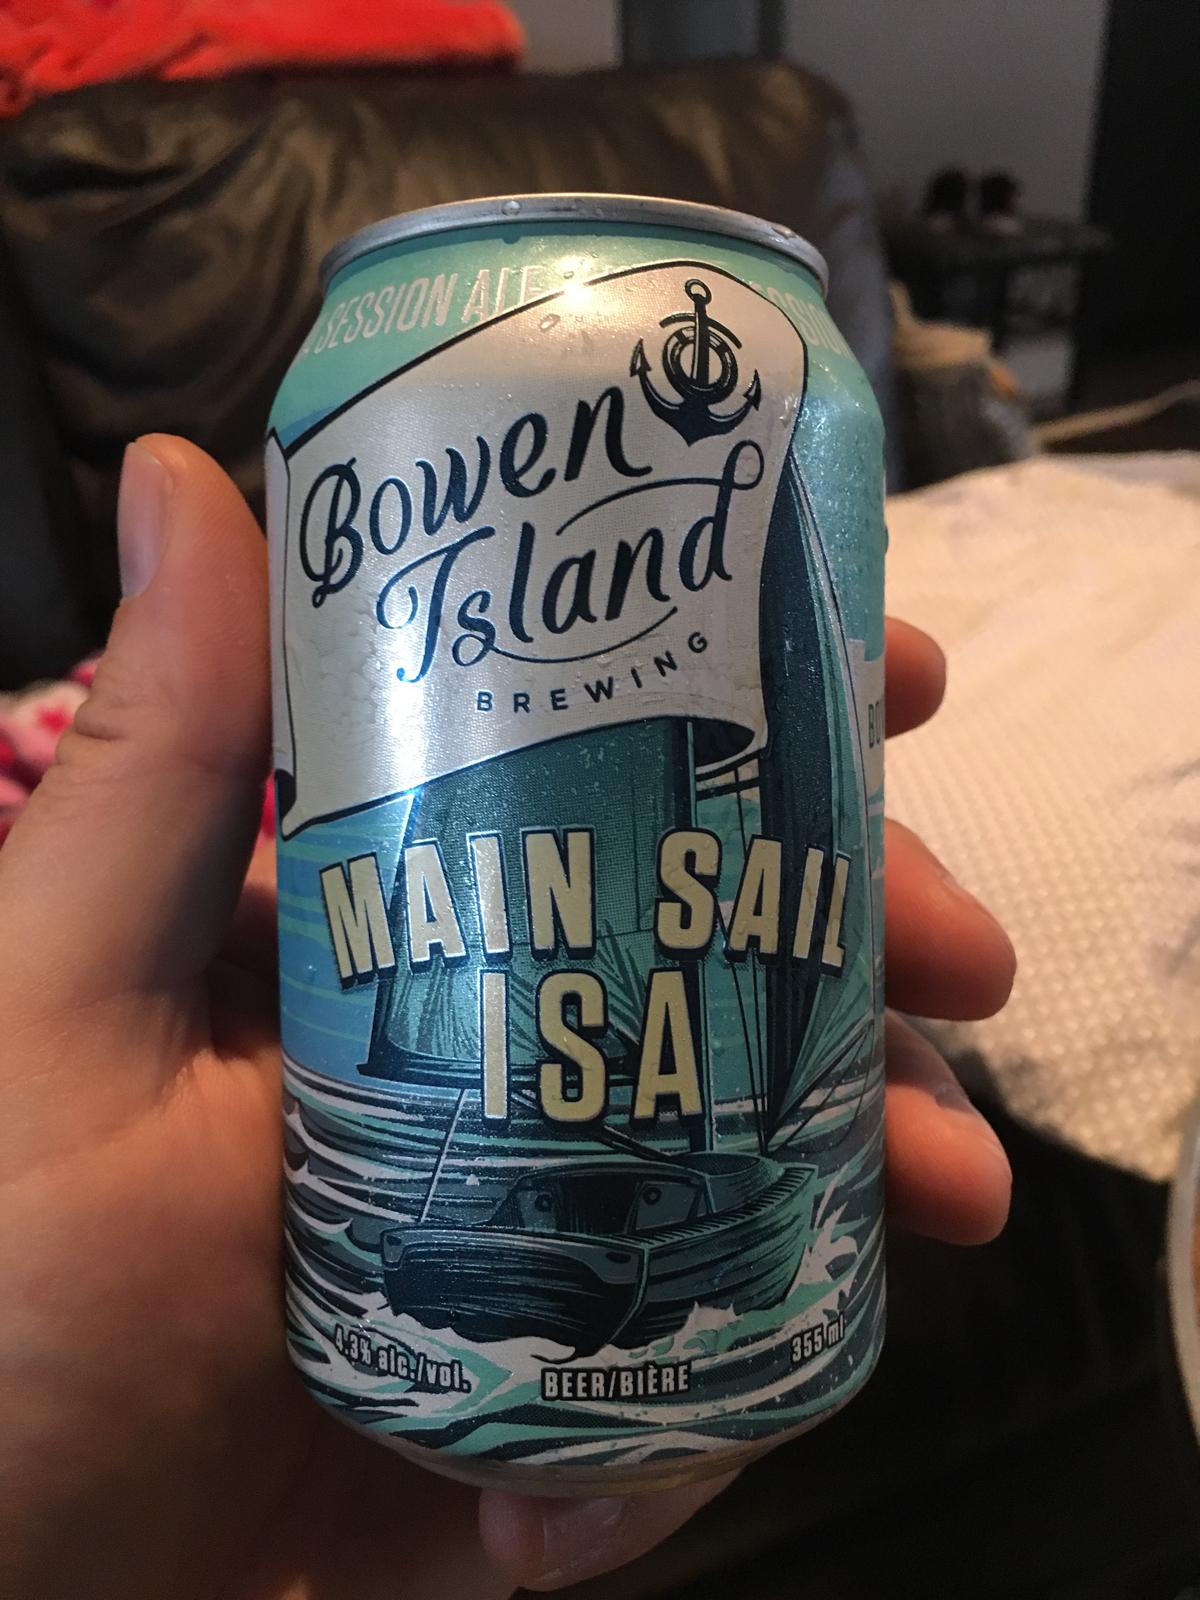 SESSION ALE
Bowen
Island
BREWING
MAIN SAIL
ISA
4.3% alc./vol.
BEER/BIÈRE
355 ml